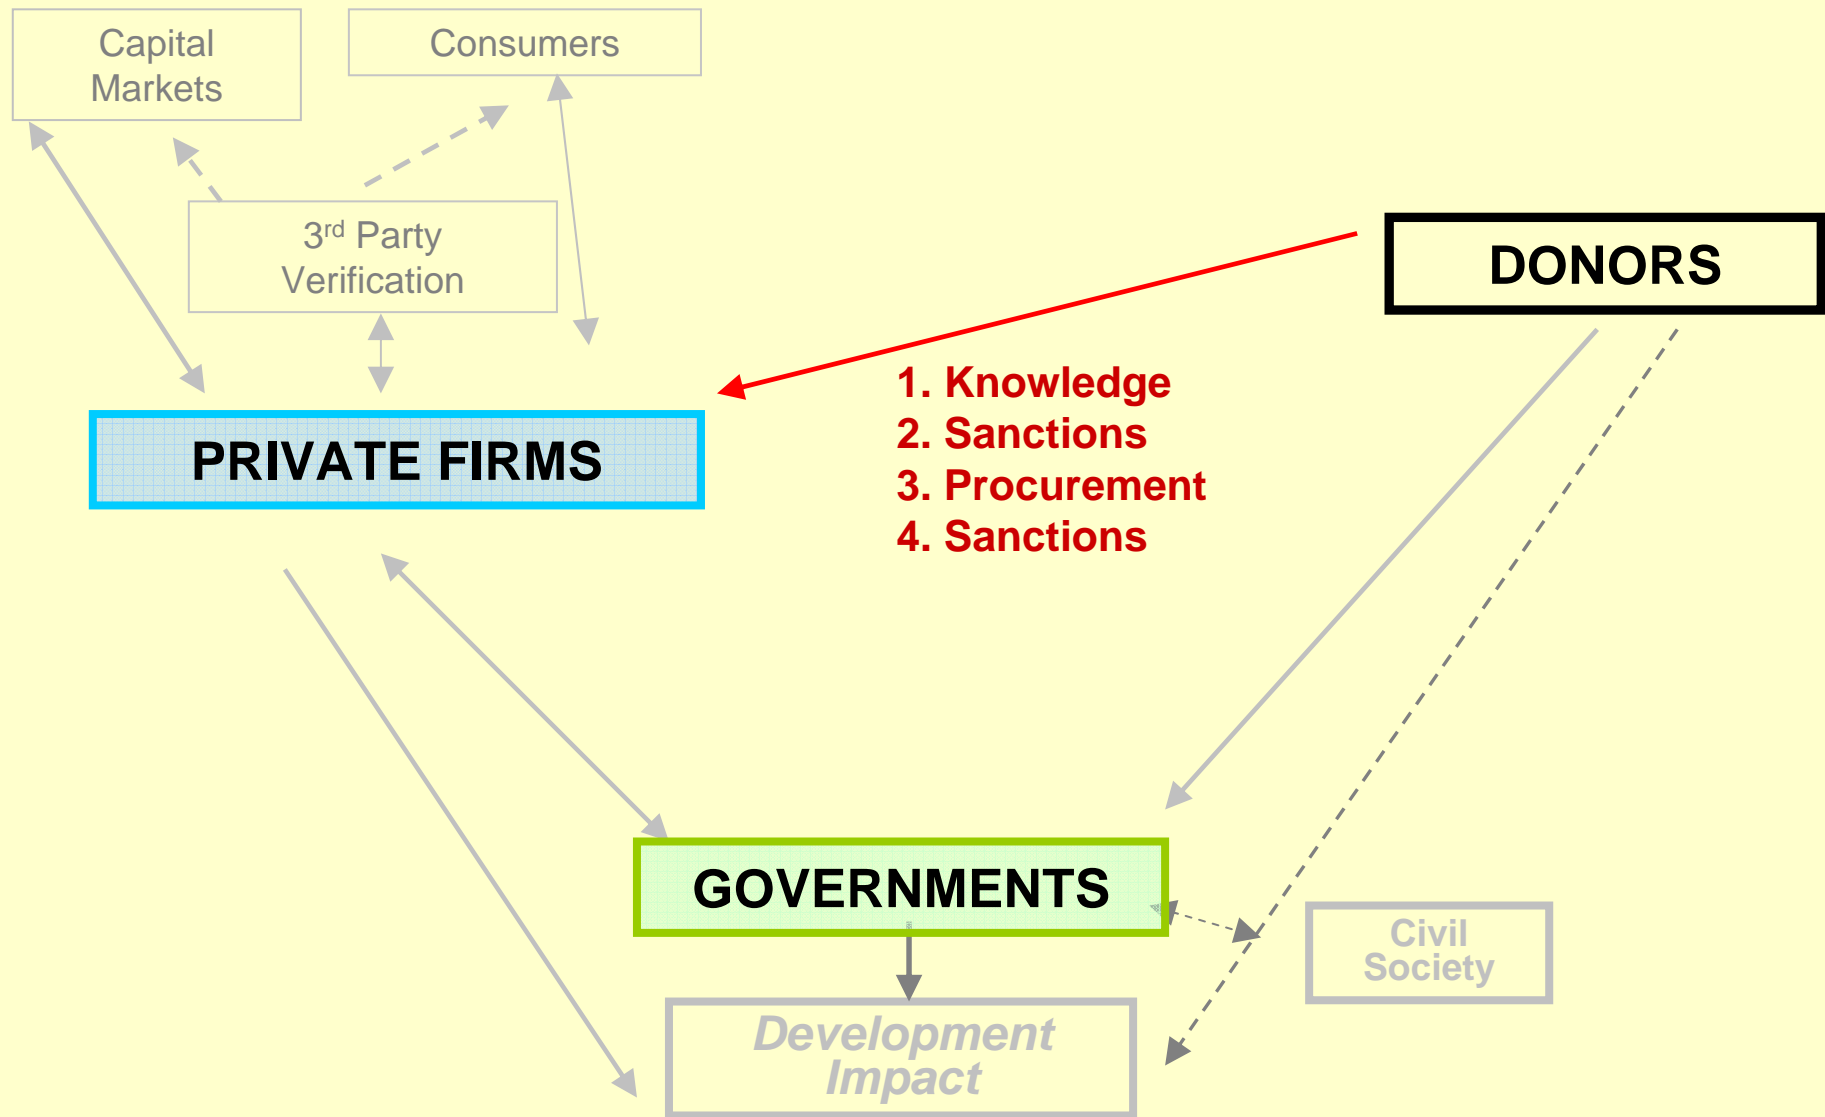 Capital
Markets
Consumers
3rd Party
Verification
DONORS
PRIVATE FIRMS
1. Knowledge
2. Sanctions
3. Procurement
4. Sanctions
GOVERNMENTS
Civil
Society
Development
Impact